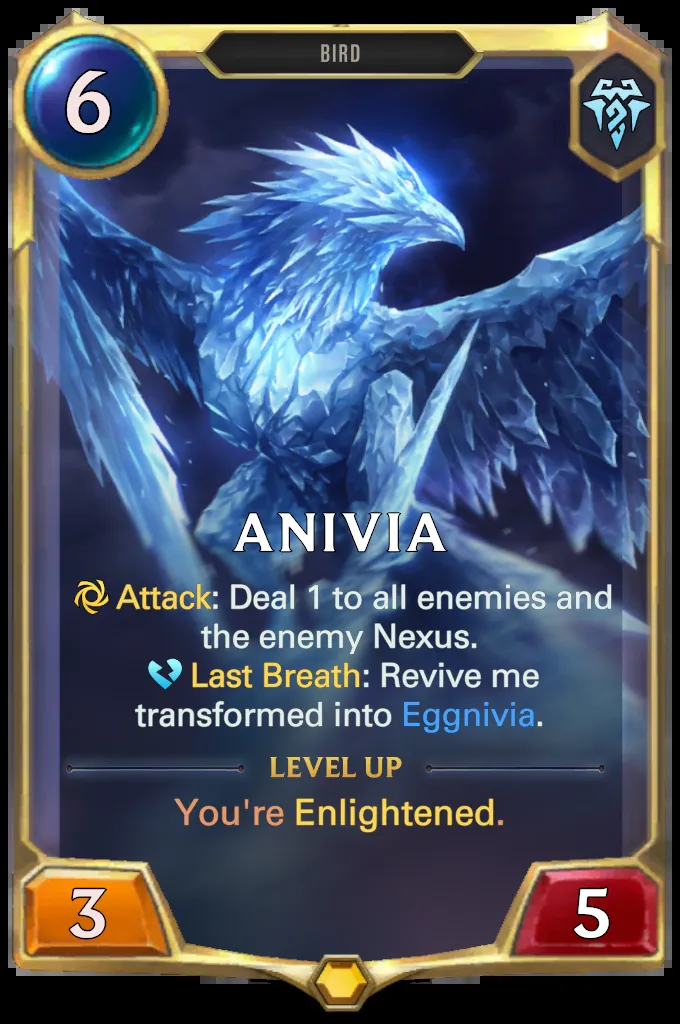 BIRD
6
ANIVIA
Attack: Deal 1 to all enemies and
the enemy Nexus.
Last Breath: Revive me
transformed into Eggnivia.
LEVEL UP
You're Enlightened.
3
5